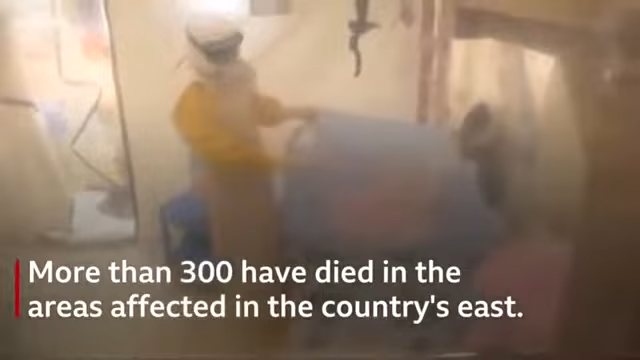 More than 300 have died in the
areas affected in the country's east.